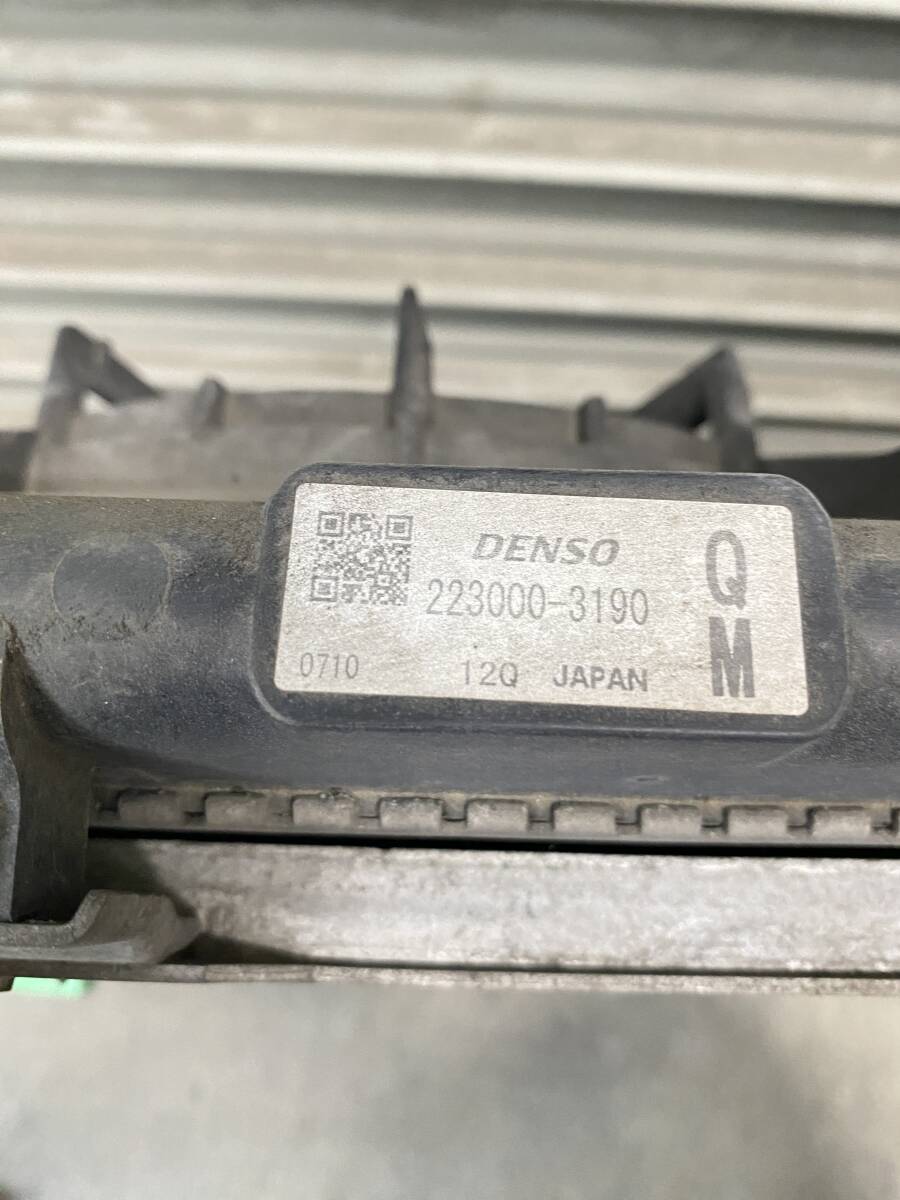 DENSO
223000-3190
0710 12Q JAPAN
Q
M